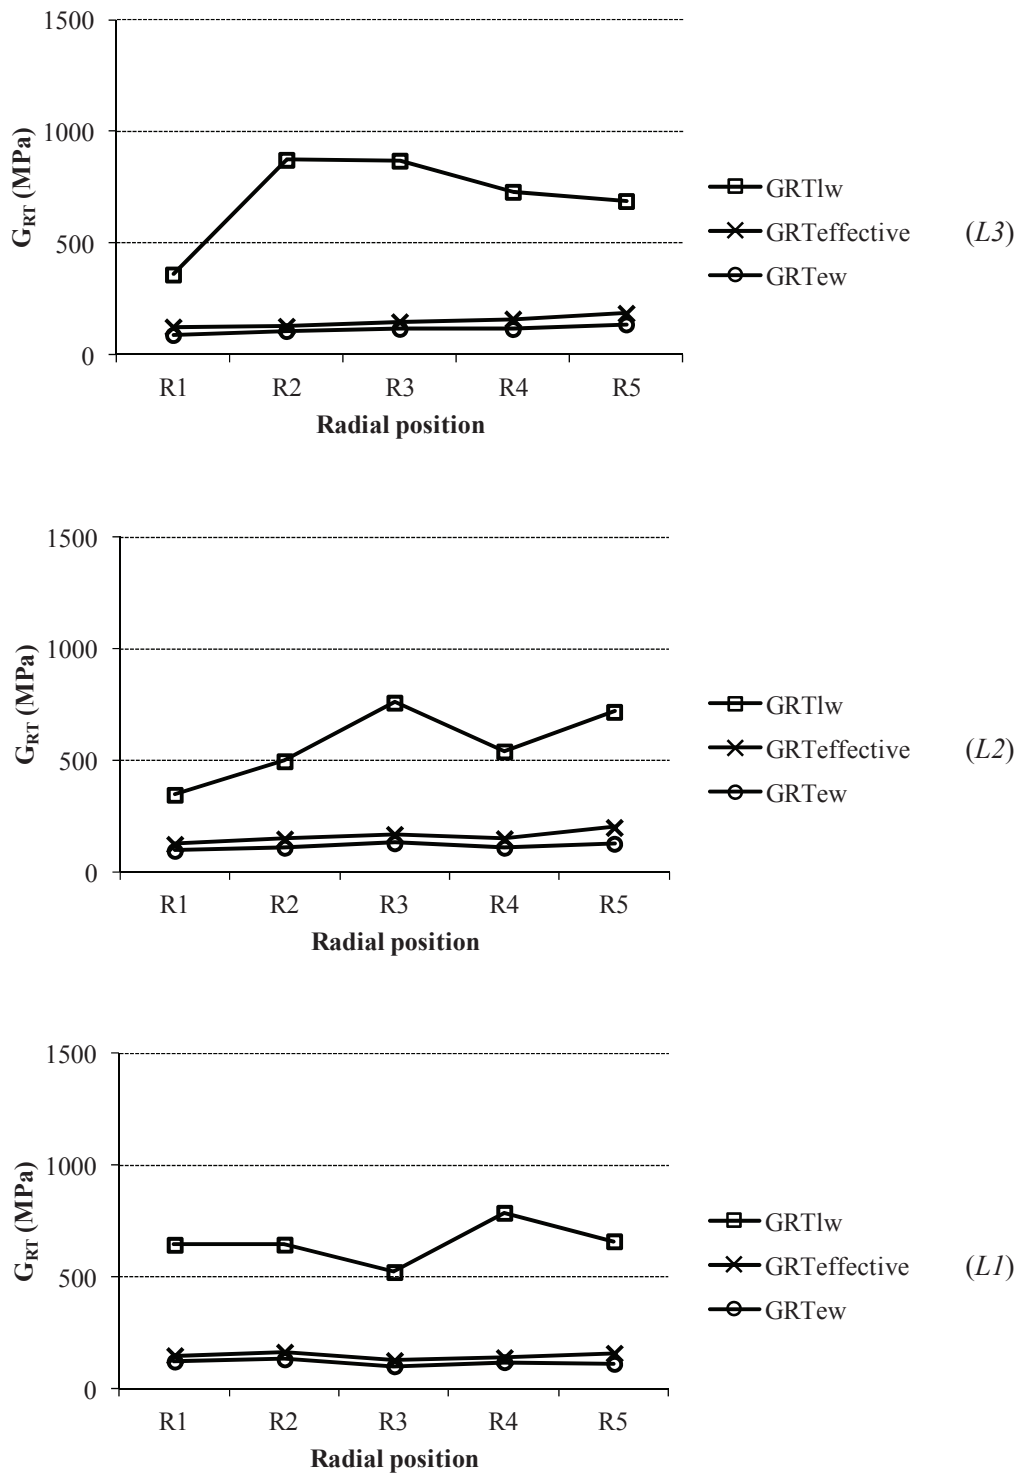 1500
1000
500
0
G_RT (MPa)
R1 R2 R3 R4 R5
Radial position
GRTlw
GRTeffective
GRTew
(L3)
1500
1000
500
0
G_RT (MPa)
R1 R2 R3 R4 R5
Radial position
GRTlw
GRTeffective
GRTew
(L2)
1500
1000
500
0
G_RT (MPa)
R1 R2 R3 R4 R5
Radial position
GRTlw
GRTeffective
GRTew
(L1)